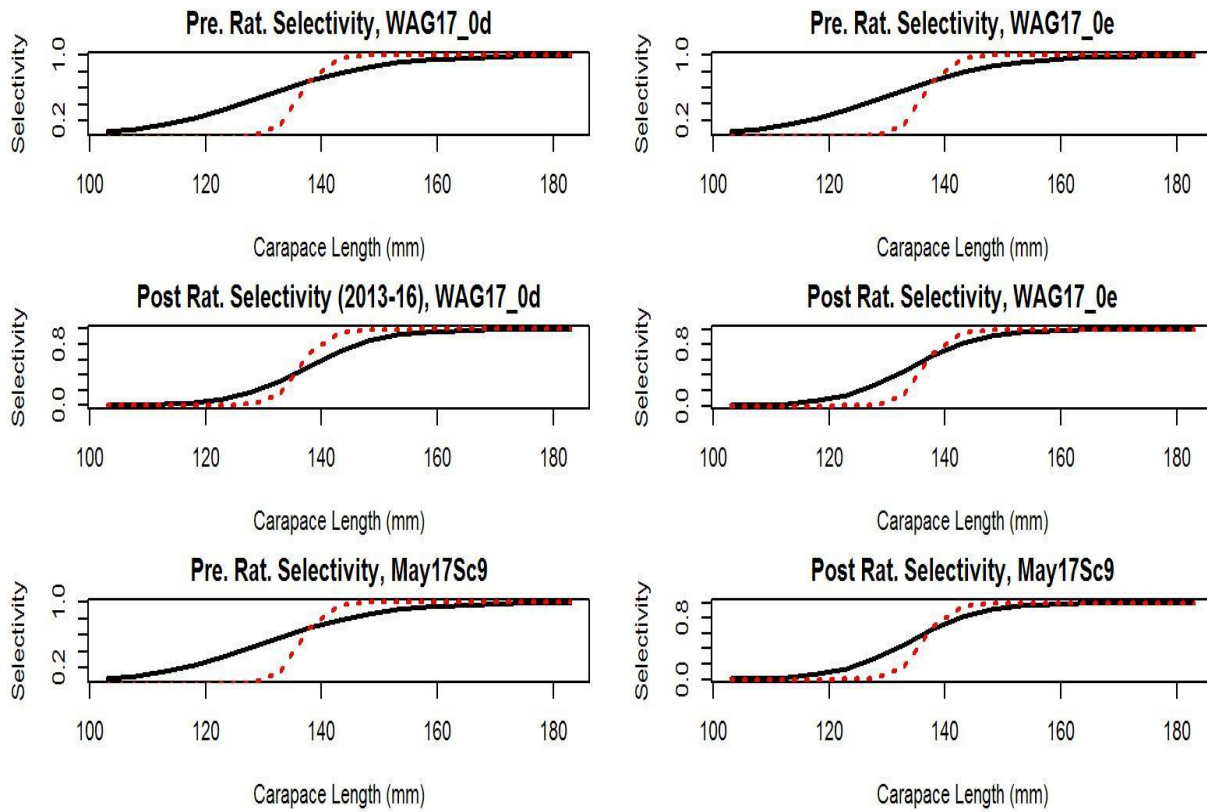 Pre. Rat. Selectivity, WAG17_0d
Selectivity
0.2 1.0
100 120 140 160 180
Carapace Length (mm)
Pre. Rat. Selectivity, WAG17_0e
Selectivity
0.2 1.0
100 120 140 160 180
Carapace Length (mm)
Post Rat. Selectivity (2013-16), WAG17_0d
Selectivity
0.0 0.8
100 120 140 160 180
Carapace Length (mm)
Post Rat. Selectivity, WAG17_0e
Selectivity
0.0 0.8
100 120 140 160 180
Carapace Length (mm)
Pre. Rat. Selectivity, May17Sc9
Selectivity
0.2 1.0
100 120 140 160 180
Carapace Length (mm)
Post Rat. Selectivity, May17Sc9
Selectivity
0.0 0.8
100 120 140 160 180
Carapace Length (mm)